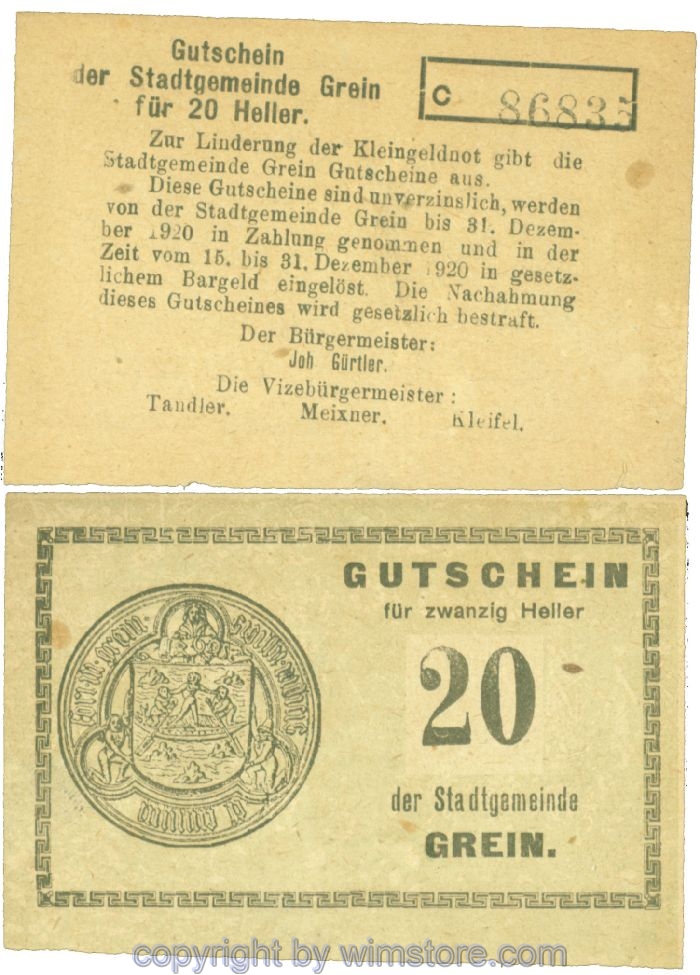 Gutschein
der Stadtgemeinde Grein
für 20 Heller.
C 86835
Zur Linderung der Kleingeldnot gibt die
Stadtgemeinde Grein Gutscheine aus.
Diese Gutscheine sind unverzinslich, werden
von der Stadtgemeinde Grein bis 31. Dezem-
ber 1920 in Zahlung genommen und in der
Zeit vom 15. bis 31. Dezember 1920 in gesetz-
lichem Bargeld eingelöst. Die Nachahmung
dieses Gutscheines wird gesetzlich bestraft.
Der Bürgermeister:
Joh Gürtler.
Die Vizebürgermeister:
Tandler. Meixner. Kleifel.
GUTSCHEIN
für zwanzig Heller
20
der Stadtgemeinde
GREIN.
copyright by wimstore.com